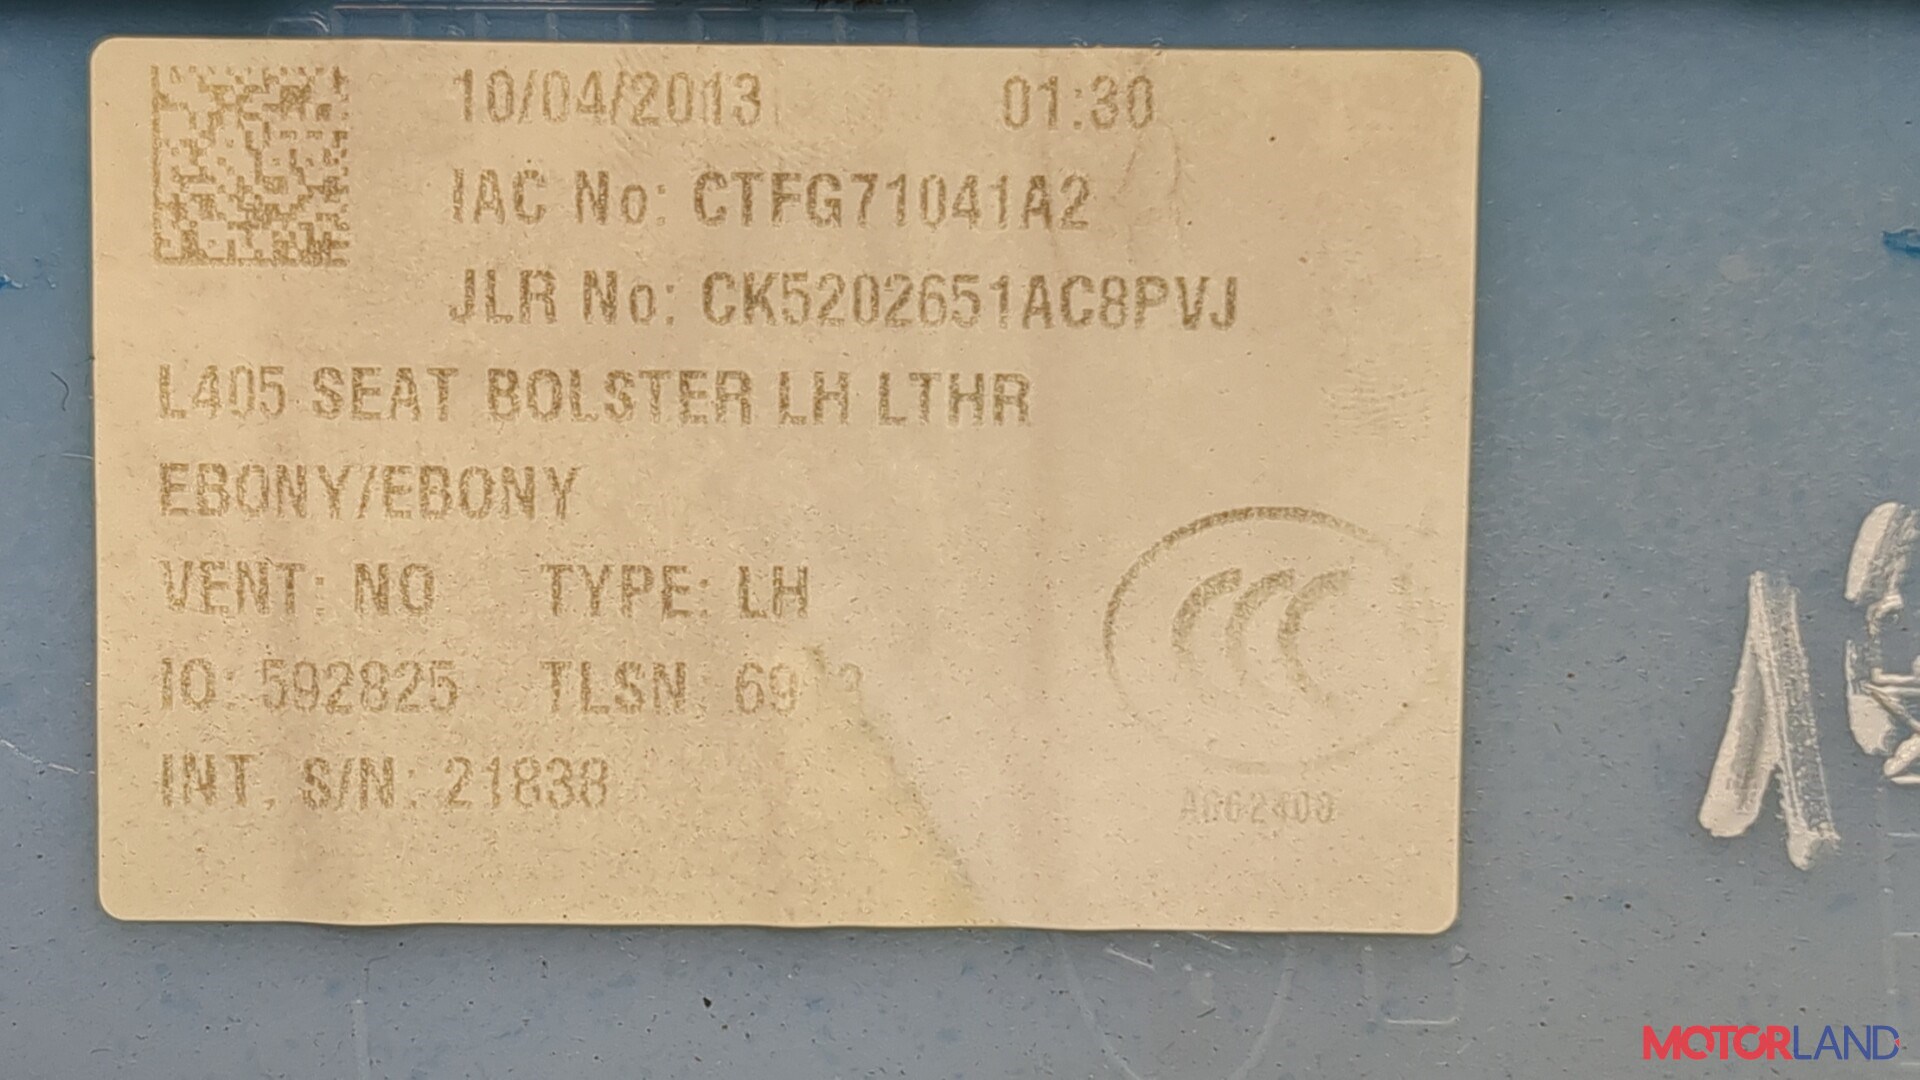 10/04/2013 01:30
IAC No: CTFG71041A2
JLR No: CK5202651AC8PVJ
L405 SEAT BOLSTER LH LTHR
EBONY/EBONY
VENT: NO TYPE: LH
IO: 592825 TLSN:
INT. S/N: 21838
MOTORLAND